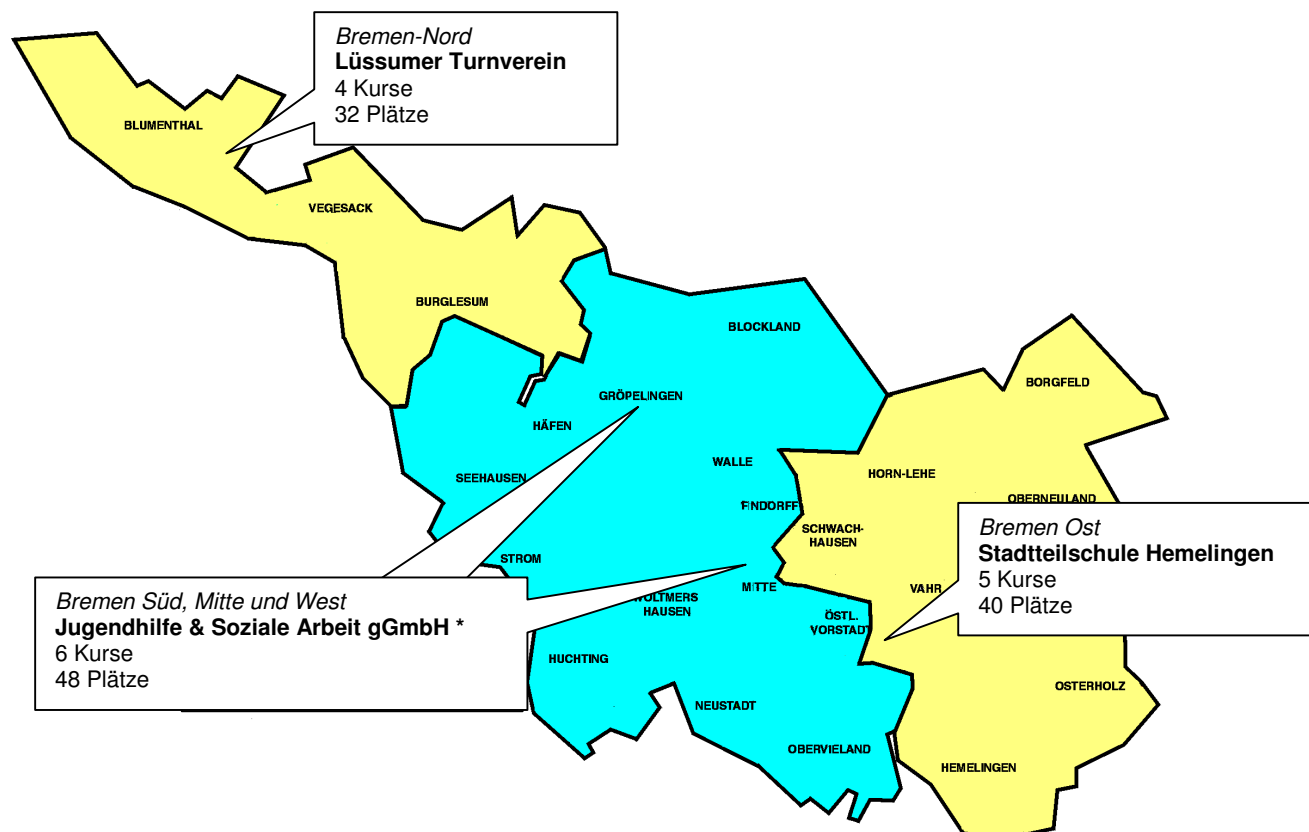 Bremen-Nord
Lüssumer Turnverein
4 Kurse
32 Plätze
BLUMENTHAL
VEGESACK
BURGLESUM
BLOCKLAND
BORGFELD
GRÖPELINGEN
HÄFEN
WALLE
HORN-LEHE
SEEHAUSEN
OBERNEULAND
FINDORFF
SCHWACH-
HAUSEN
Bremen Ost
Stadtteilschule Hemelingen
5 Kurse
40 Plätze
STROM
MITTE
VAHR
Bremen Süd, Mitte und West
Jugendhilfe & Soziale Arbeit gGmbH *
6 Kurse
48 Plätze
WOLTMERS
HAUSEN
ÖSTL.
VORSTADT
HUCHTING
OSTERHOLZ
NEUSTADT
OBERVIELAND
HEMELINGEN